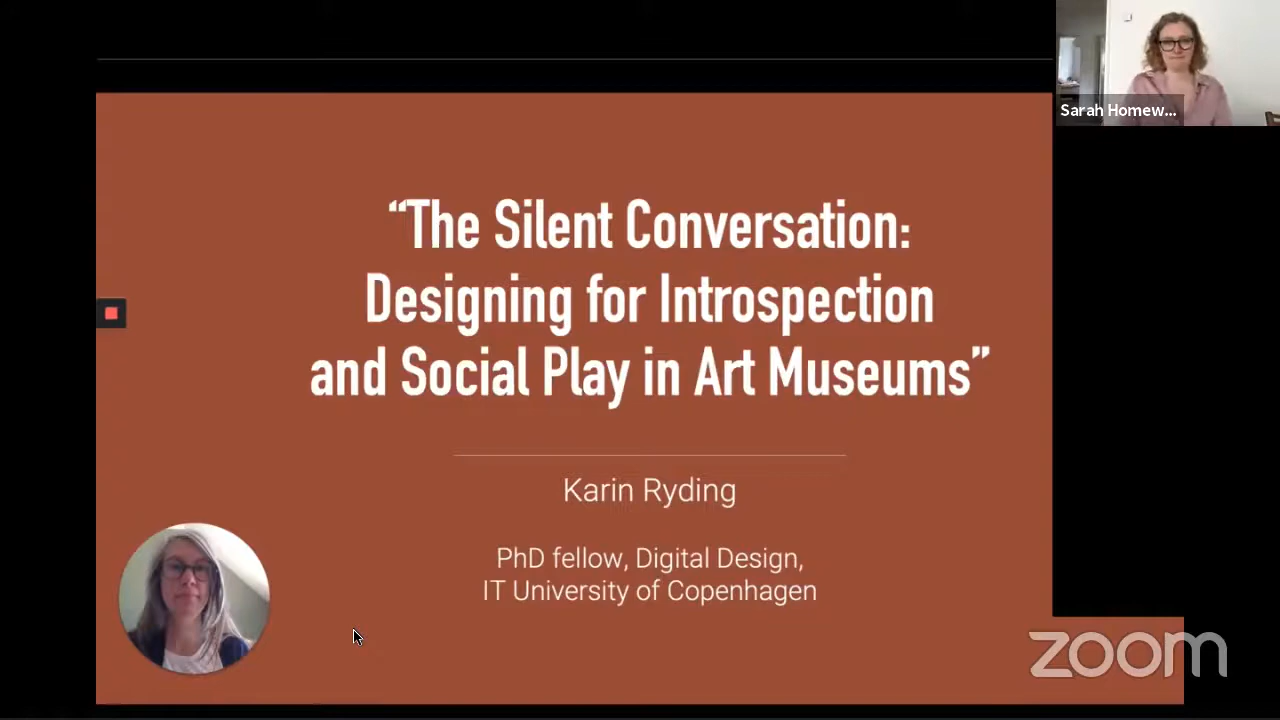 Sarah Homew...
“The Silent Conversation:
Designing for Introspection
and Social Play in Art Museums”
Karin Ryding
PhD fellow, Digital Design,
IT University of Copenhagen
zoom